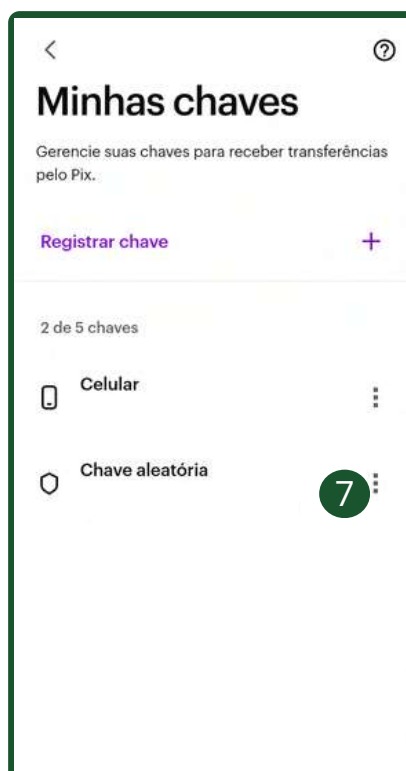 Minhas chaves
Gerencie suas chaves para receber transferências
pelo Pix.
Registrar chave
2 de 5 chaves
Celular
Chave aleatória
7